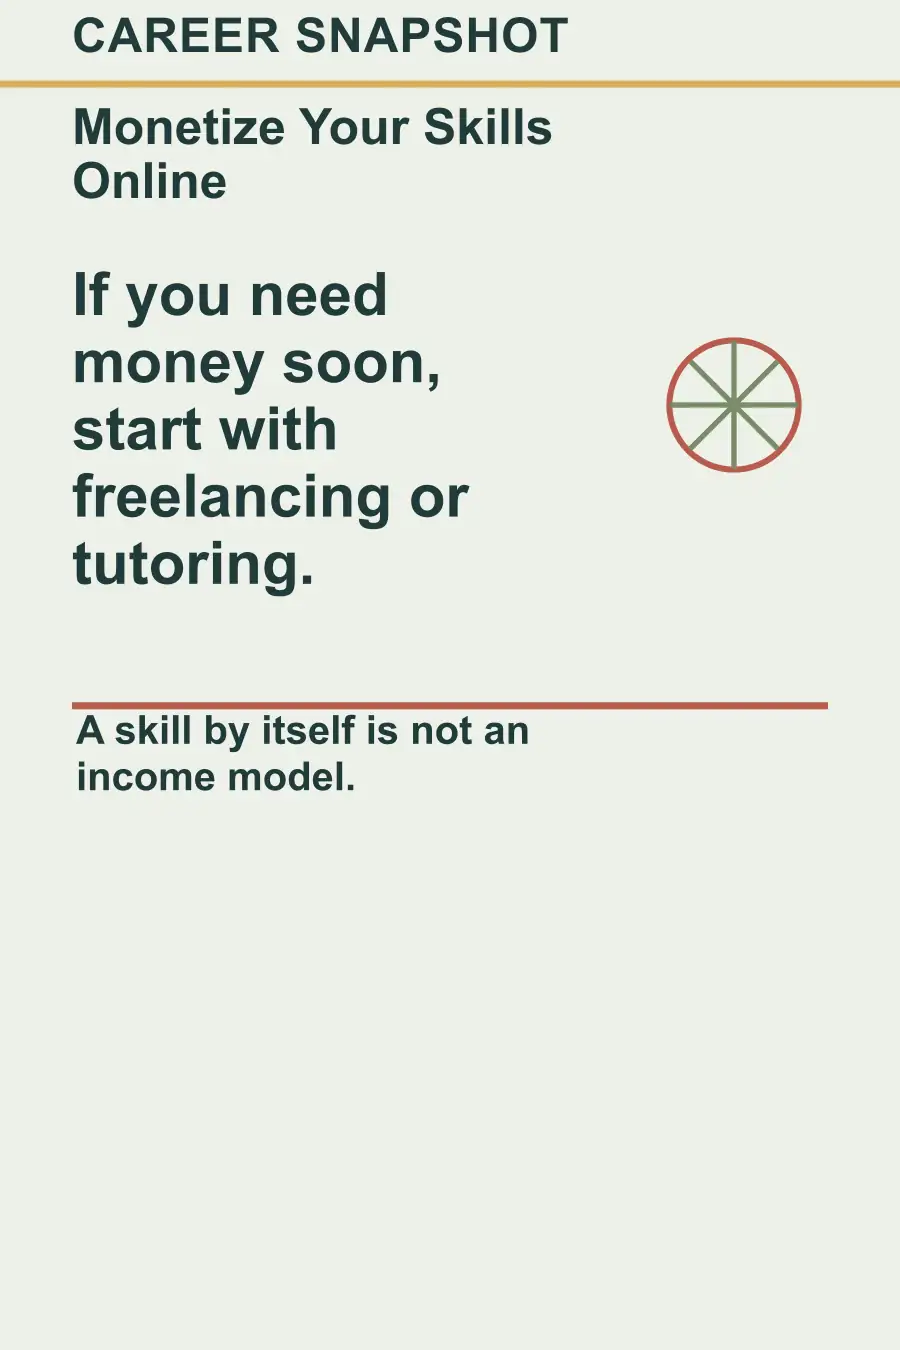 CAREER SNAPSHOT
Monetize Your Skills
Online
If you need
money soon,
start with
freelancing or
tutoring.
A skill by itself is not an
income model.